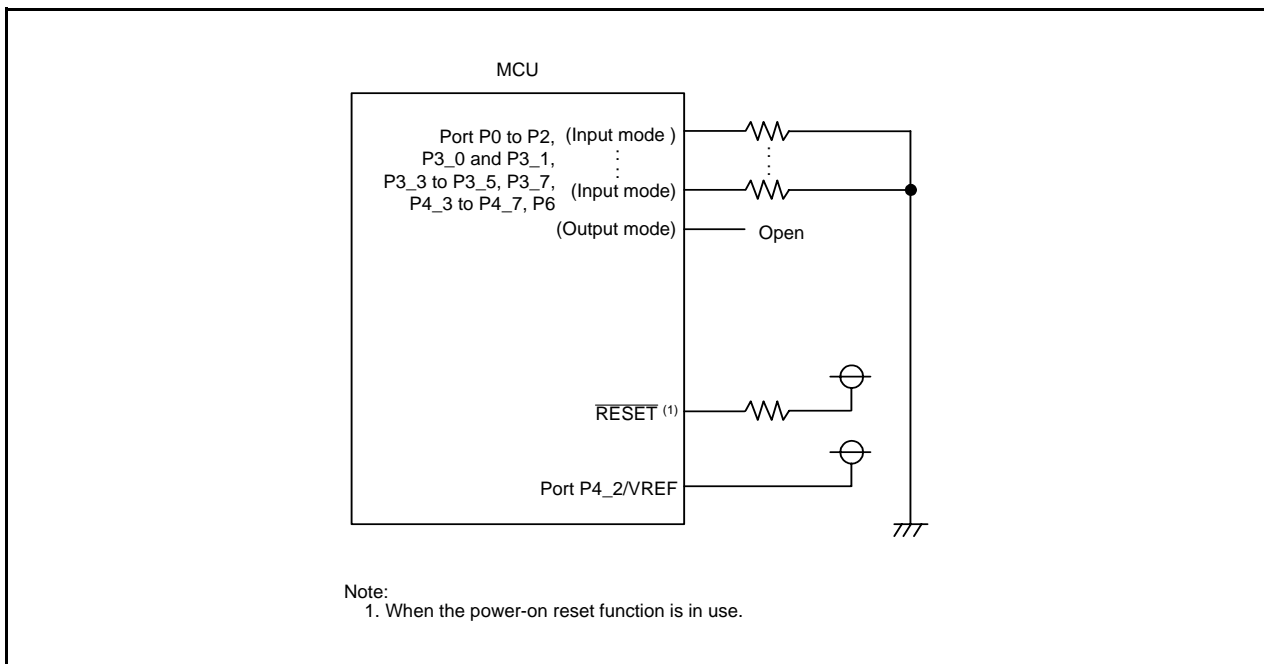 MCU
Port P0 to P2, (Input mode )
P3_0 and P3_1,
P3_3 to P3_5, P3_7, (Input mode)
P4_3 to P4_7, P6
(Output mode) Open
RESET (1)
Port P4_2/VREF
Note:
1. When the power-on reset function is in use.